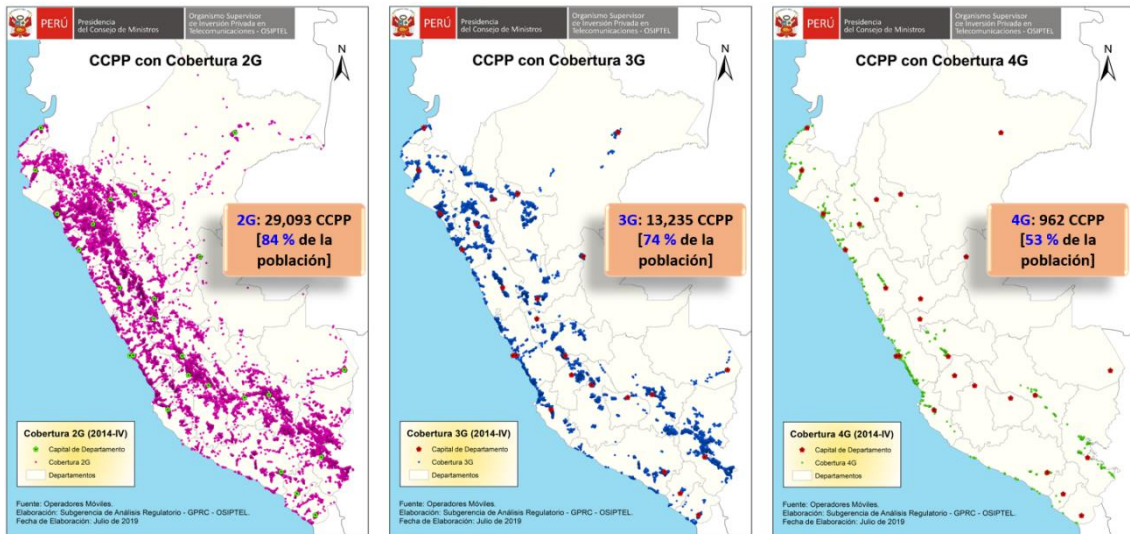 PERÚ
Presidencia
del Consejo de Ministros
Organismo Supervisor
de Inversión Privada en
Telecomunicaciones - OSIPTEL
CCPP con Cobertura 2G
N
2G: 29,093 CCPP
[84 % de la
población]
Cobertura 2G (2014-IV)
Capital de Departamento
Cobertura 2G
Departamentos
Fuente: Operadores Móviles.
Elaboración: Subgerencia de Análisis Regulatorio - GPRC - OSIPTEL.
Fecha de Elaboración: Julio de 2019
PERÚ
Presidencia
del Consejo de Ministros
Organismo Supervisor
de Inversión Privada en
Telecomunicaciones - OSIPTEL
CCPP con Cobertura 3G
N
3G: 13,235 CCPP
[74 % de la
población]
Cobertura 3G (2014-IV)
Capital de Departamento
Cobertura 3G
Departamentos
Fuente: Operadores Móviles.
Elaboración: Subgerencia de Análisis Regulatorio - GPRC - OSIPTEL.
Fecha de Elaboración: Julio de 2019
PERÚ
Presidencia
del Consejo de Ministros
Organismo Supervisor
de Inversión Privada en
Telecomunicaciones - OSIPTEL
CCPP con Cobertura 4G
N
4G: 962 CCPP
[53 % de la
población]
Cobertura 4G (2014-IV)
Capital de Departamento
Cobertura 4G
Departamentos
Fuente: Operadores Móviles.
Elaboración: Subgerencia de Análisis Regulatorio - GPRC - OSIPTEL.
Fecha de Elaboración: Julio de 2019